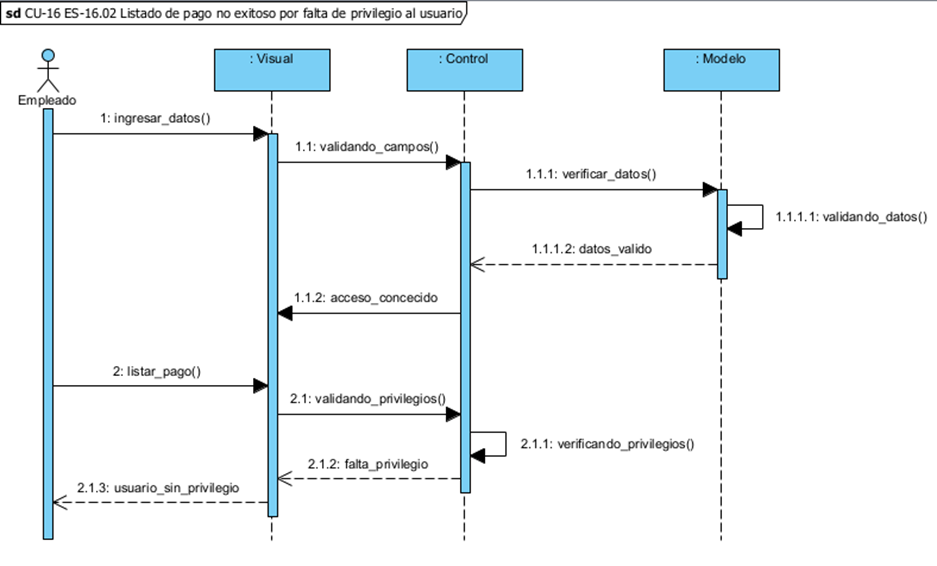 sd CU-16 ES-16.02 Listado de pago no exitoso por falta de privilegio al usuario
: Visual
: Control
: Modelo
Empleado
1: ingresar_datos()
1.1: validando_campos()
1.1.1: verificar_datos()
1.1.1.1: validando_datos()
1.1.1.2: datos_valido
1.1.2: acceso_concecido
2: listar_pago()
2.1: validando_privilegios()
2.1.1: verificando_privilegios()
2.1.2: falta_privilegio
2.1.3: usuario_sin_privilegio